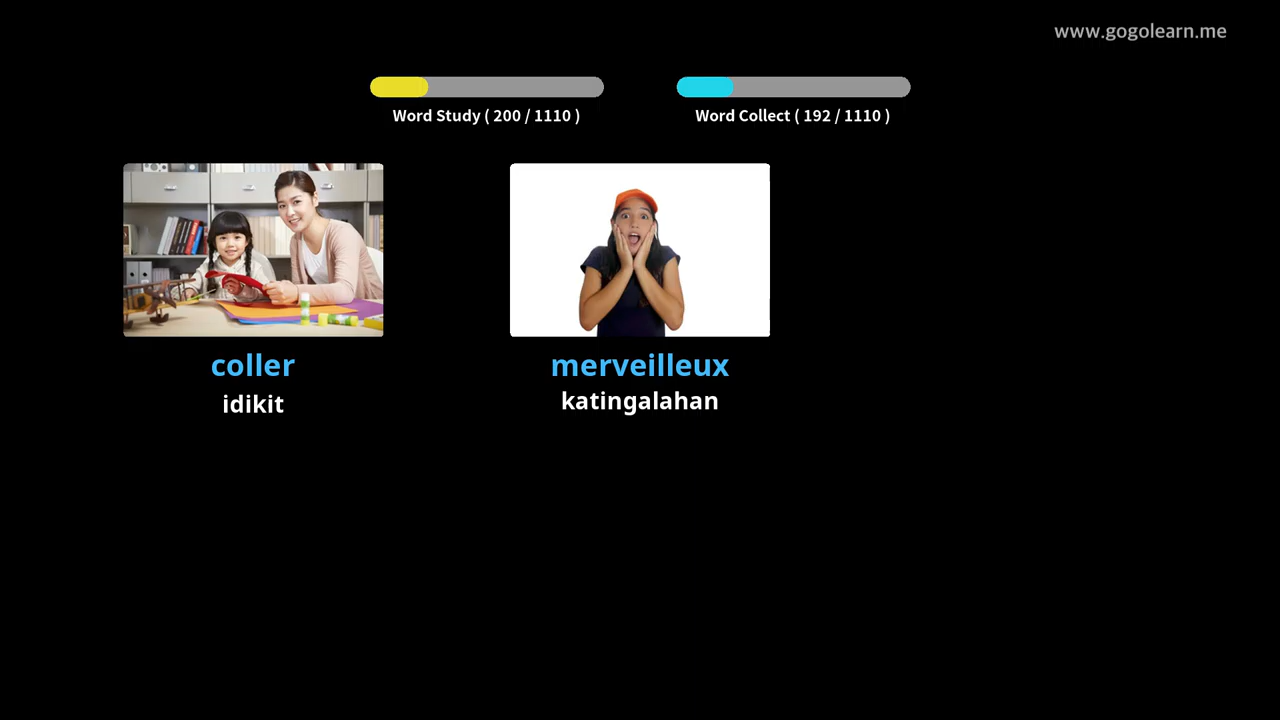 www.gogolearn.me
Word Study ( 200 / 1110 )
Word Collect ( 192 / 1110 )
coller
idikit
merveilleux
katingalahan